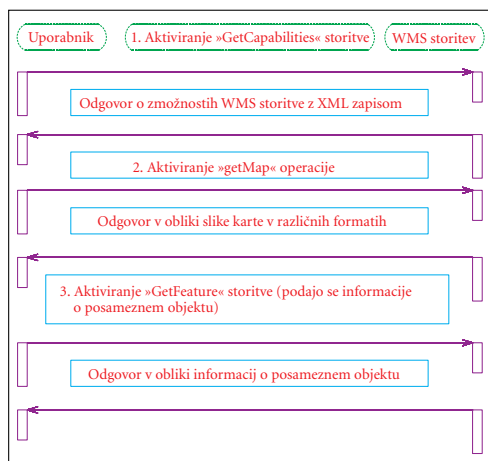 Uporabnik
1. Aktiviranje »GetCapabilities« storitve
WMS storitev
Odgovor o zmožnostih WMS storitve z XML zapisom
2. Aktiviranje »getMap« operacije
Odgovor v obliki slike karte v različnih formatih
3. Aktiviranje »GetFeature« storitve (podajo se informacije
o posameznem objektu)
Odgovor v obliki informacij o posameznem objektu